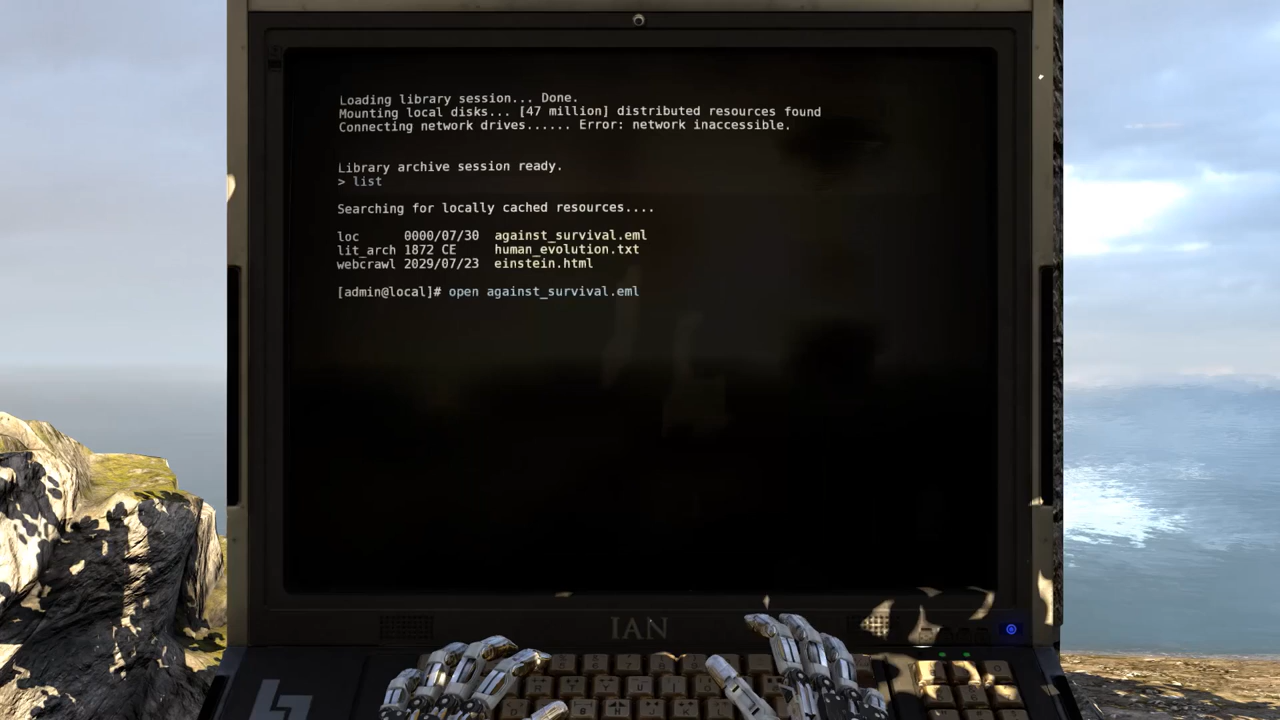 Loading library session... Done.
Mounting local disks... [47 million] distributed resources found
Connecting network drives...... Error: network inaccessible.
Library archive session ready.
> list
Searching for locally cached resources....
loc 0000/07/30 against_survival.eml
lit_arch 1872 CE human_evolution.txt
webcrawl 2029/07/23 einstein.html
[admin@local]# open against_survival.eml
IAN